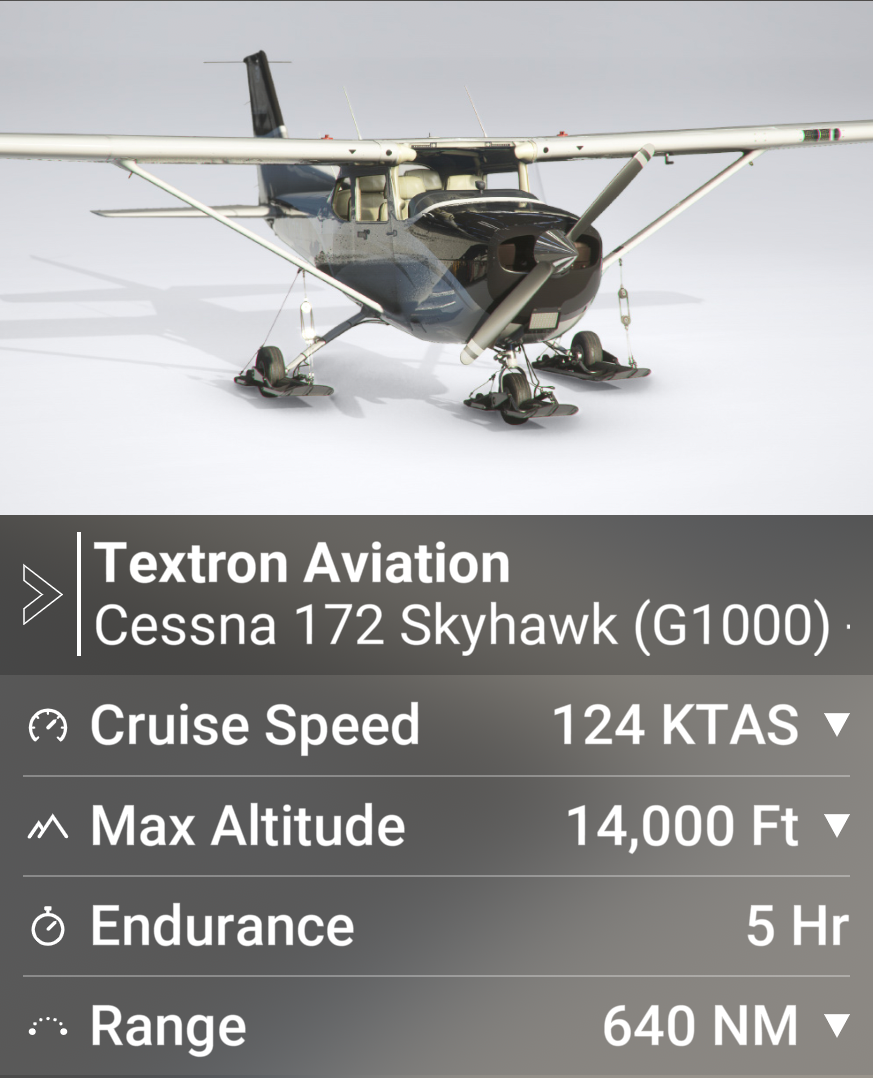 Textron Aviation
Cessna 172 Skyhawk (G1000) ·
Cruise Speed 124 KTAS ▼
Max Altitude 14,000 Ft ▼
Endurance 5 Hr
Range 640 NM ▼